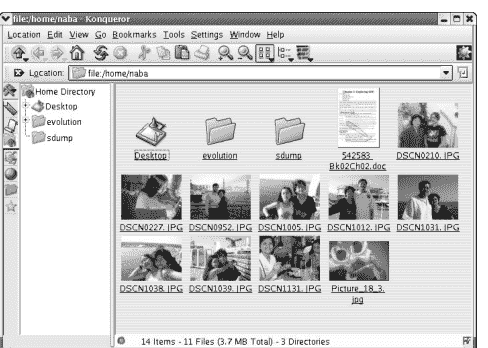 file:/home/naba - Konqueror
Location Edit View Go Bookmarks Tools Settings Window Help
Location: file:/home/naba
Home Directory
Desktop
evolution
sdump
Desktop evolution sdump 542583_Bk02Ch02.doc DSCN0210.JPG
DSCN0227.JPG DSCN0952.JPG DSCN1005.JPG DSCN1012.JPG DSCN1031.JPG
DSCN1038.JPG DSCN1039.JPG DSCN1131.JPG Picture_18_3.jpg
14 Items - 11 Files (3.7 MB Total) - 3 Directories